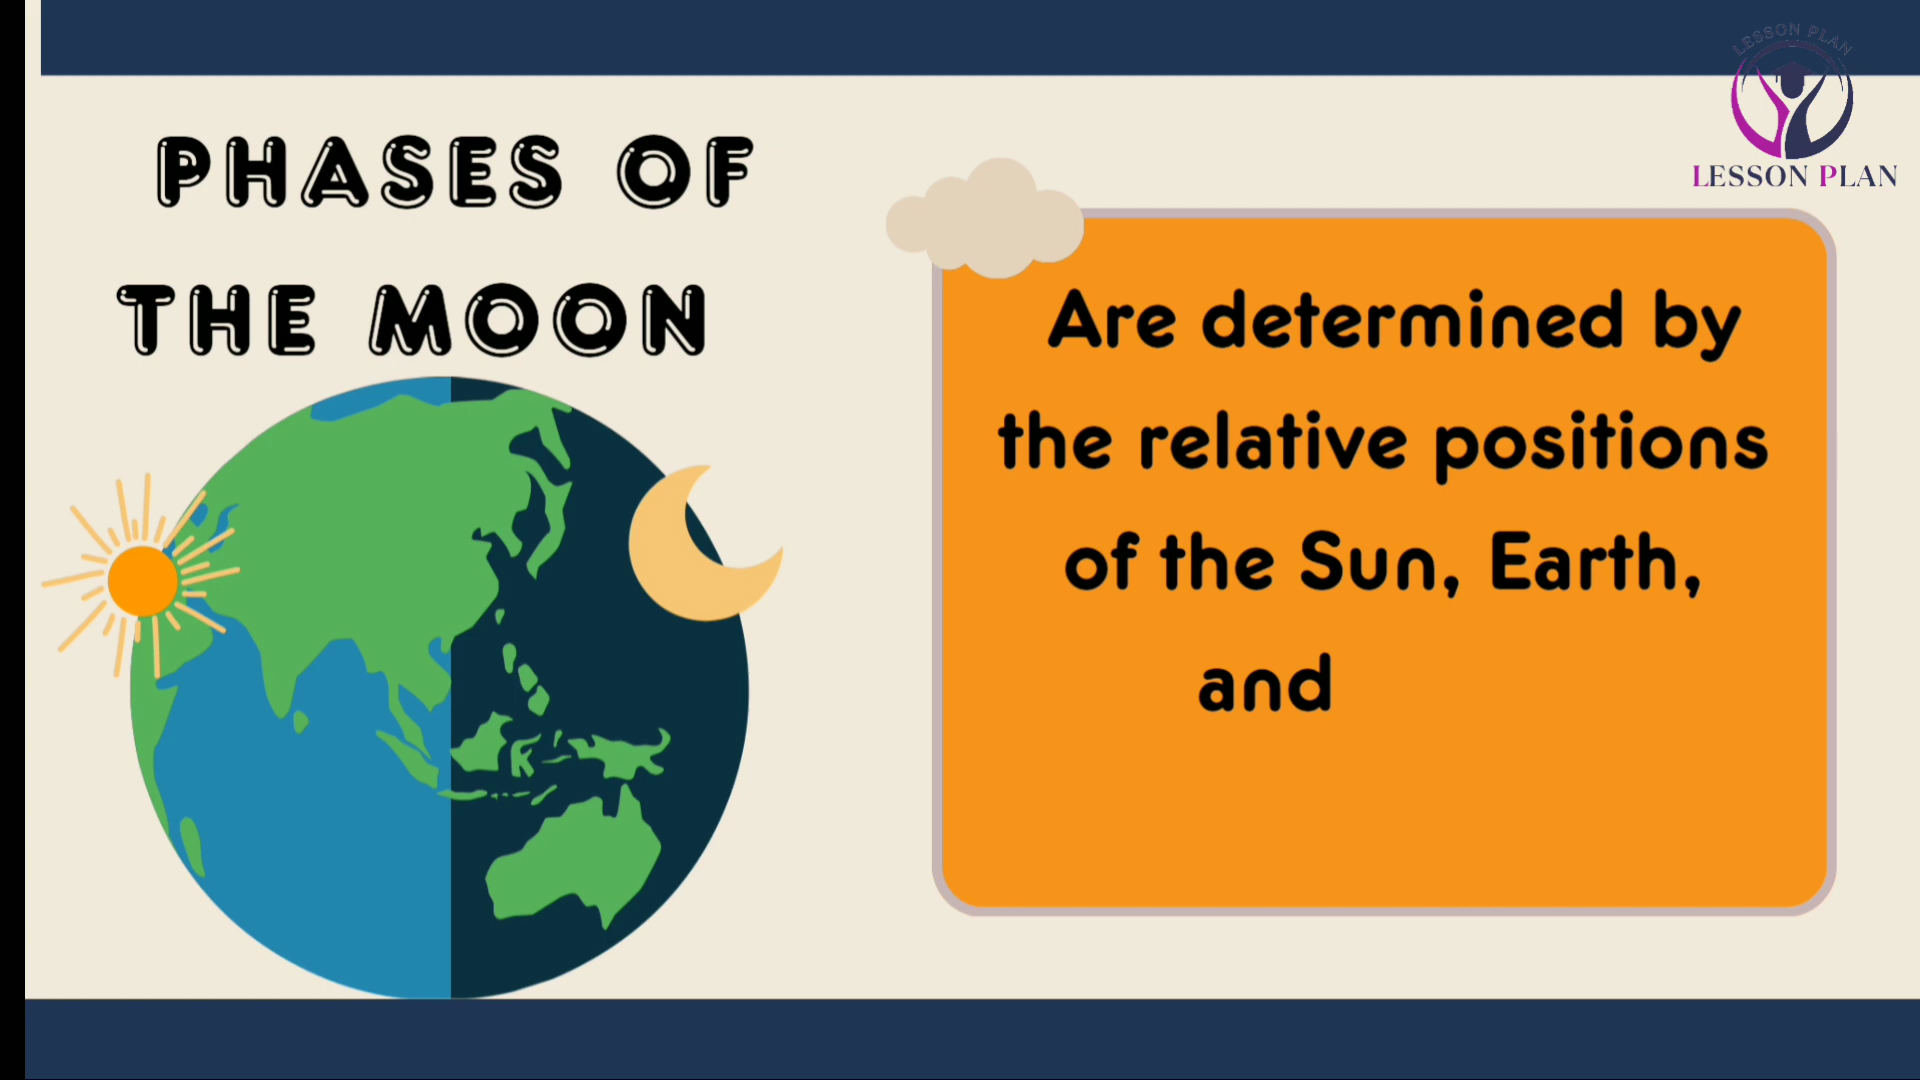 LESSON PLAN
LESSON PLAN
PHASES OF
THE MOON
Are determined by
the relative positions
of the Sun, Earth,
and